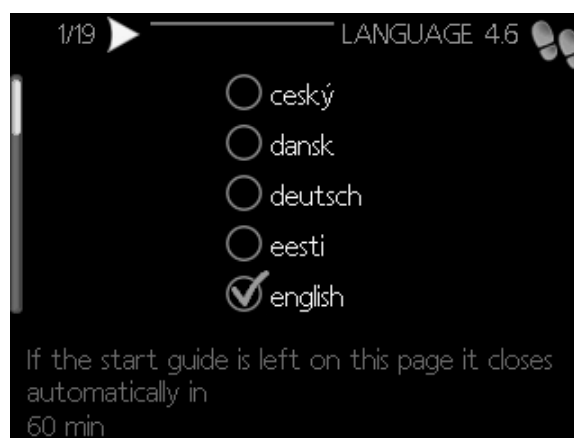 1/19 LANGUAGE 4.6
ceský
dansk
deutsch
eesti
english
If the start guide is left on this page it closes
automatically in
60 min